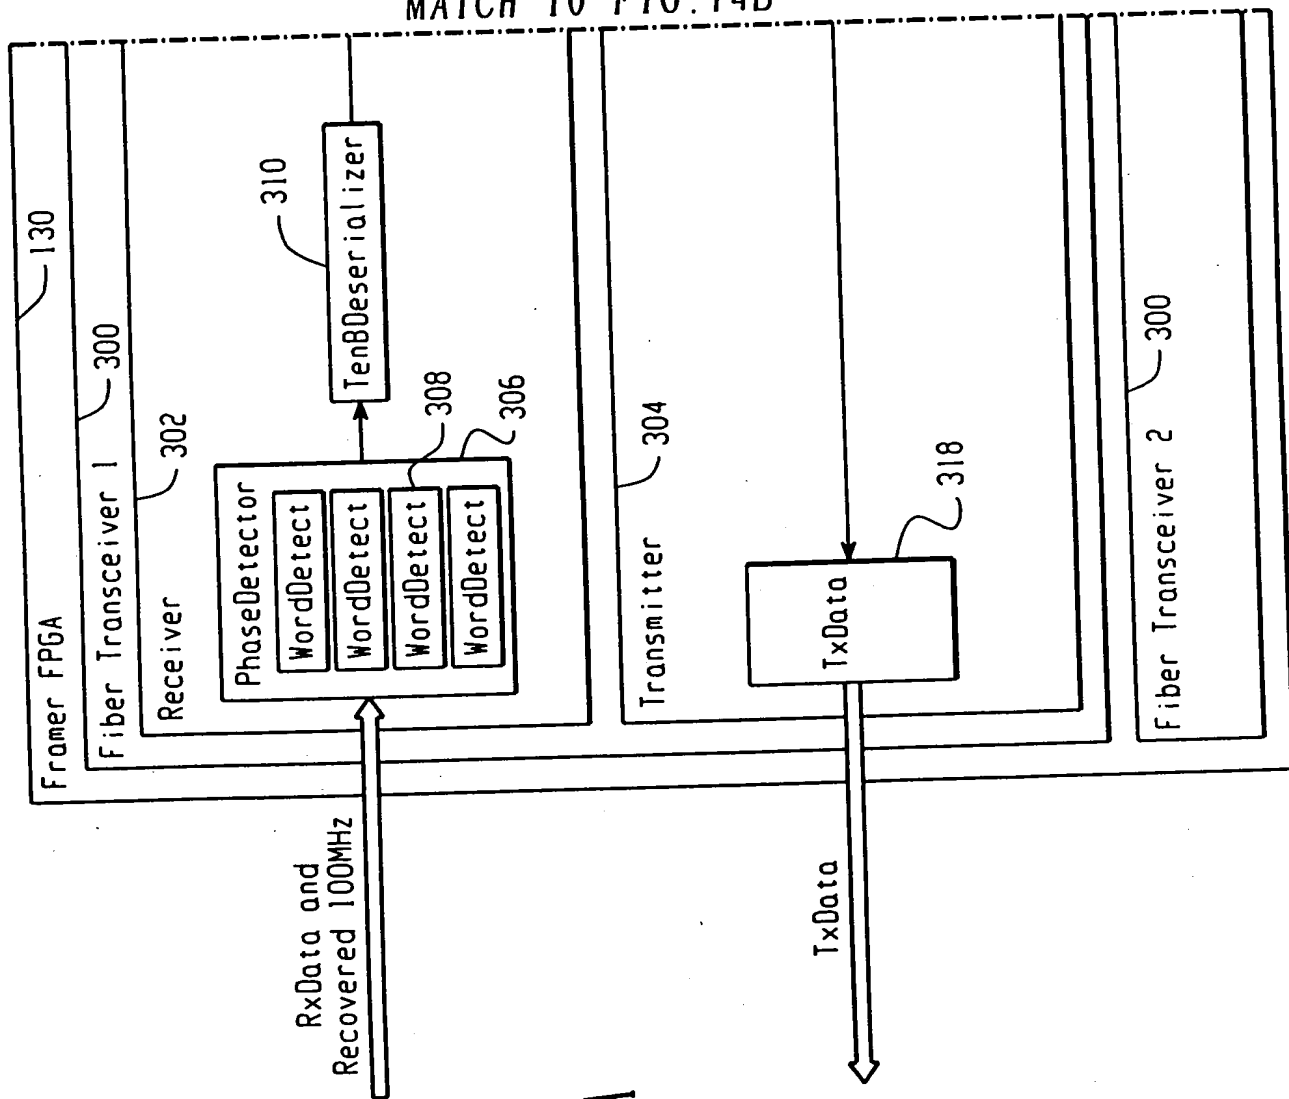 MATCH TO FIG.14B
Framer FPGA
130
Fiber Transceiver 1
300
Receiver
302
PhaseDetector
WordDetect
WordDetect
WordDetect
WordDetect
308
306
TenBDeserializer
310
RxData and
Recovered 100MHz
Transmitter
304
TxData
318
TxData
Fiber Transceiver 2
300